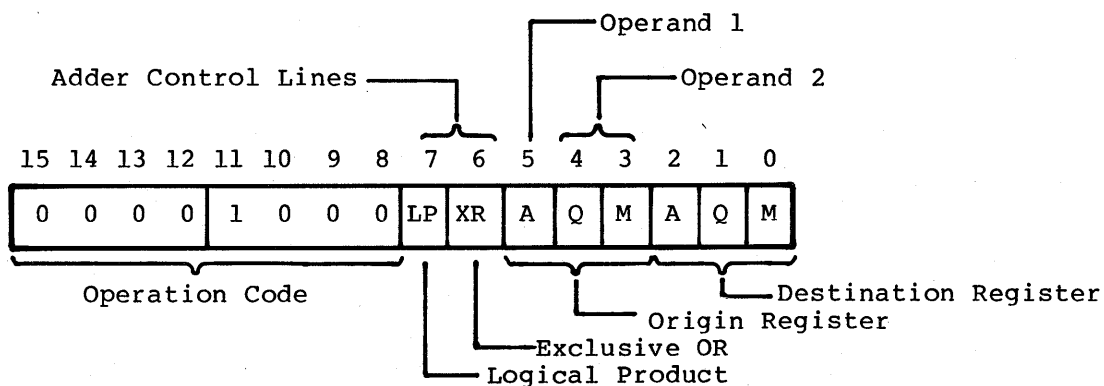 Operand 1
Adder Control Lines
Operand 2
15 14 13 12 11 10 9 8 7 6 5 4 3 2 1 0
0 0 0 0 1 0 0 0 LP XR A Q M A Q M
Operation Code
Destination Register
Origin Register
Exclusive OR
Logical Product